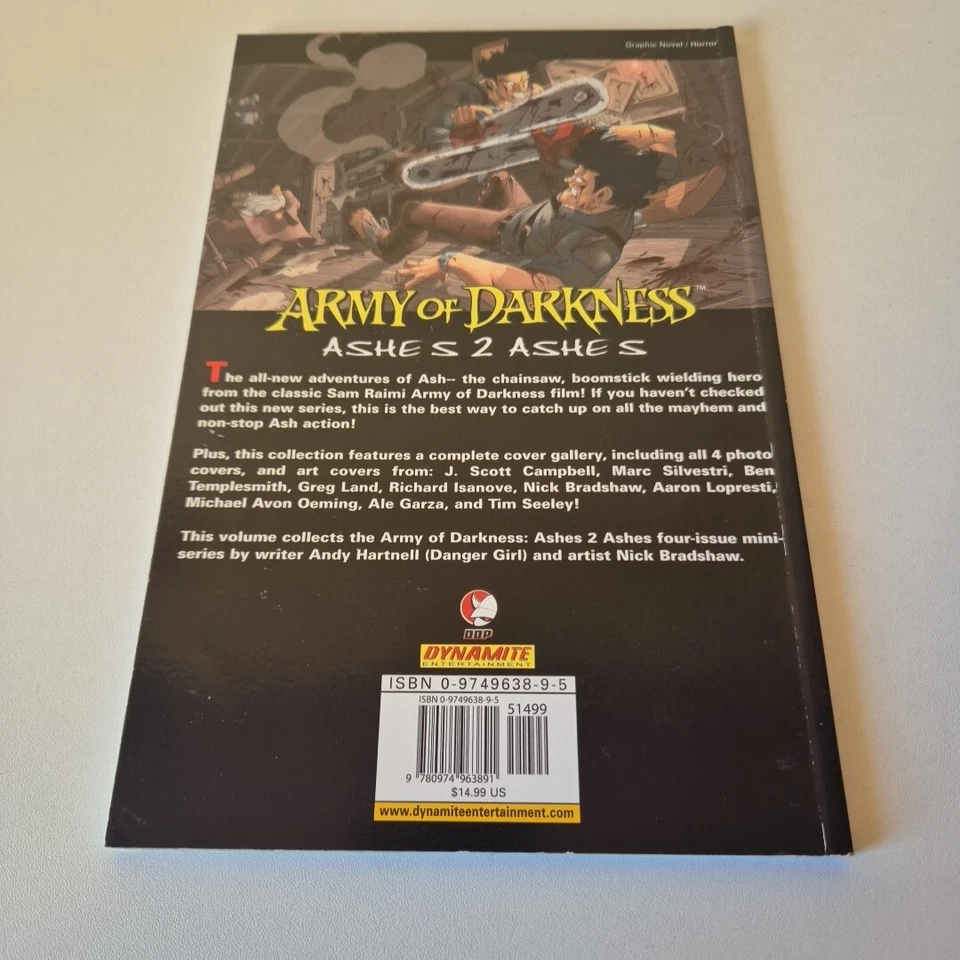 Graphic Novel / Horror
ARMY OF DARKNESS™
ASHES 2 ASHES
The all-new adventures of Ash-- the chainsaw, boomstick wielding hero
from the classic Sam Raimi Army of Darkness film! If you haven't checked
out this new series, this is the best way to catch up on all the mayhem and
non-stop Ash action!
Plus, this collection features a complete cover gallery, including all 4 photo
covers, and art covers from: J. Scott Campbell, Marc Silvestri, Ben
Templesmith, Greg Land, Richard Isanove, Nick Bradshaw, Aaron Lopresti,
Michael Avon Oeming, Ale Garza, and Tim Seeley!
This volume collects the Army of Darkness: Ashes 2 Ashes four-issue mini-
series by writer Andy Hartnell (Danger Girl) and artist Nick Bradshaw.
DDP
DYNAMITE
ENTERTAINMENT
ISBN 0-9749638-9-5
ISBN 0-9749638-9-5
51499
9 780974 963891
$14.99 US
www.dynamiteentertainment.com